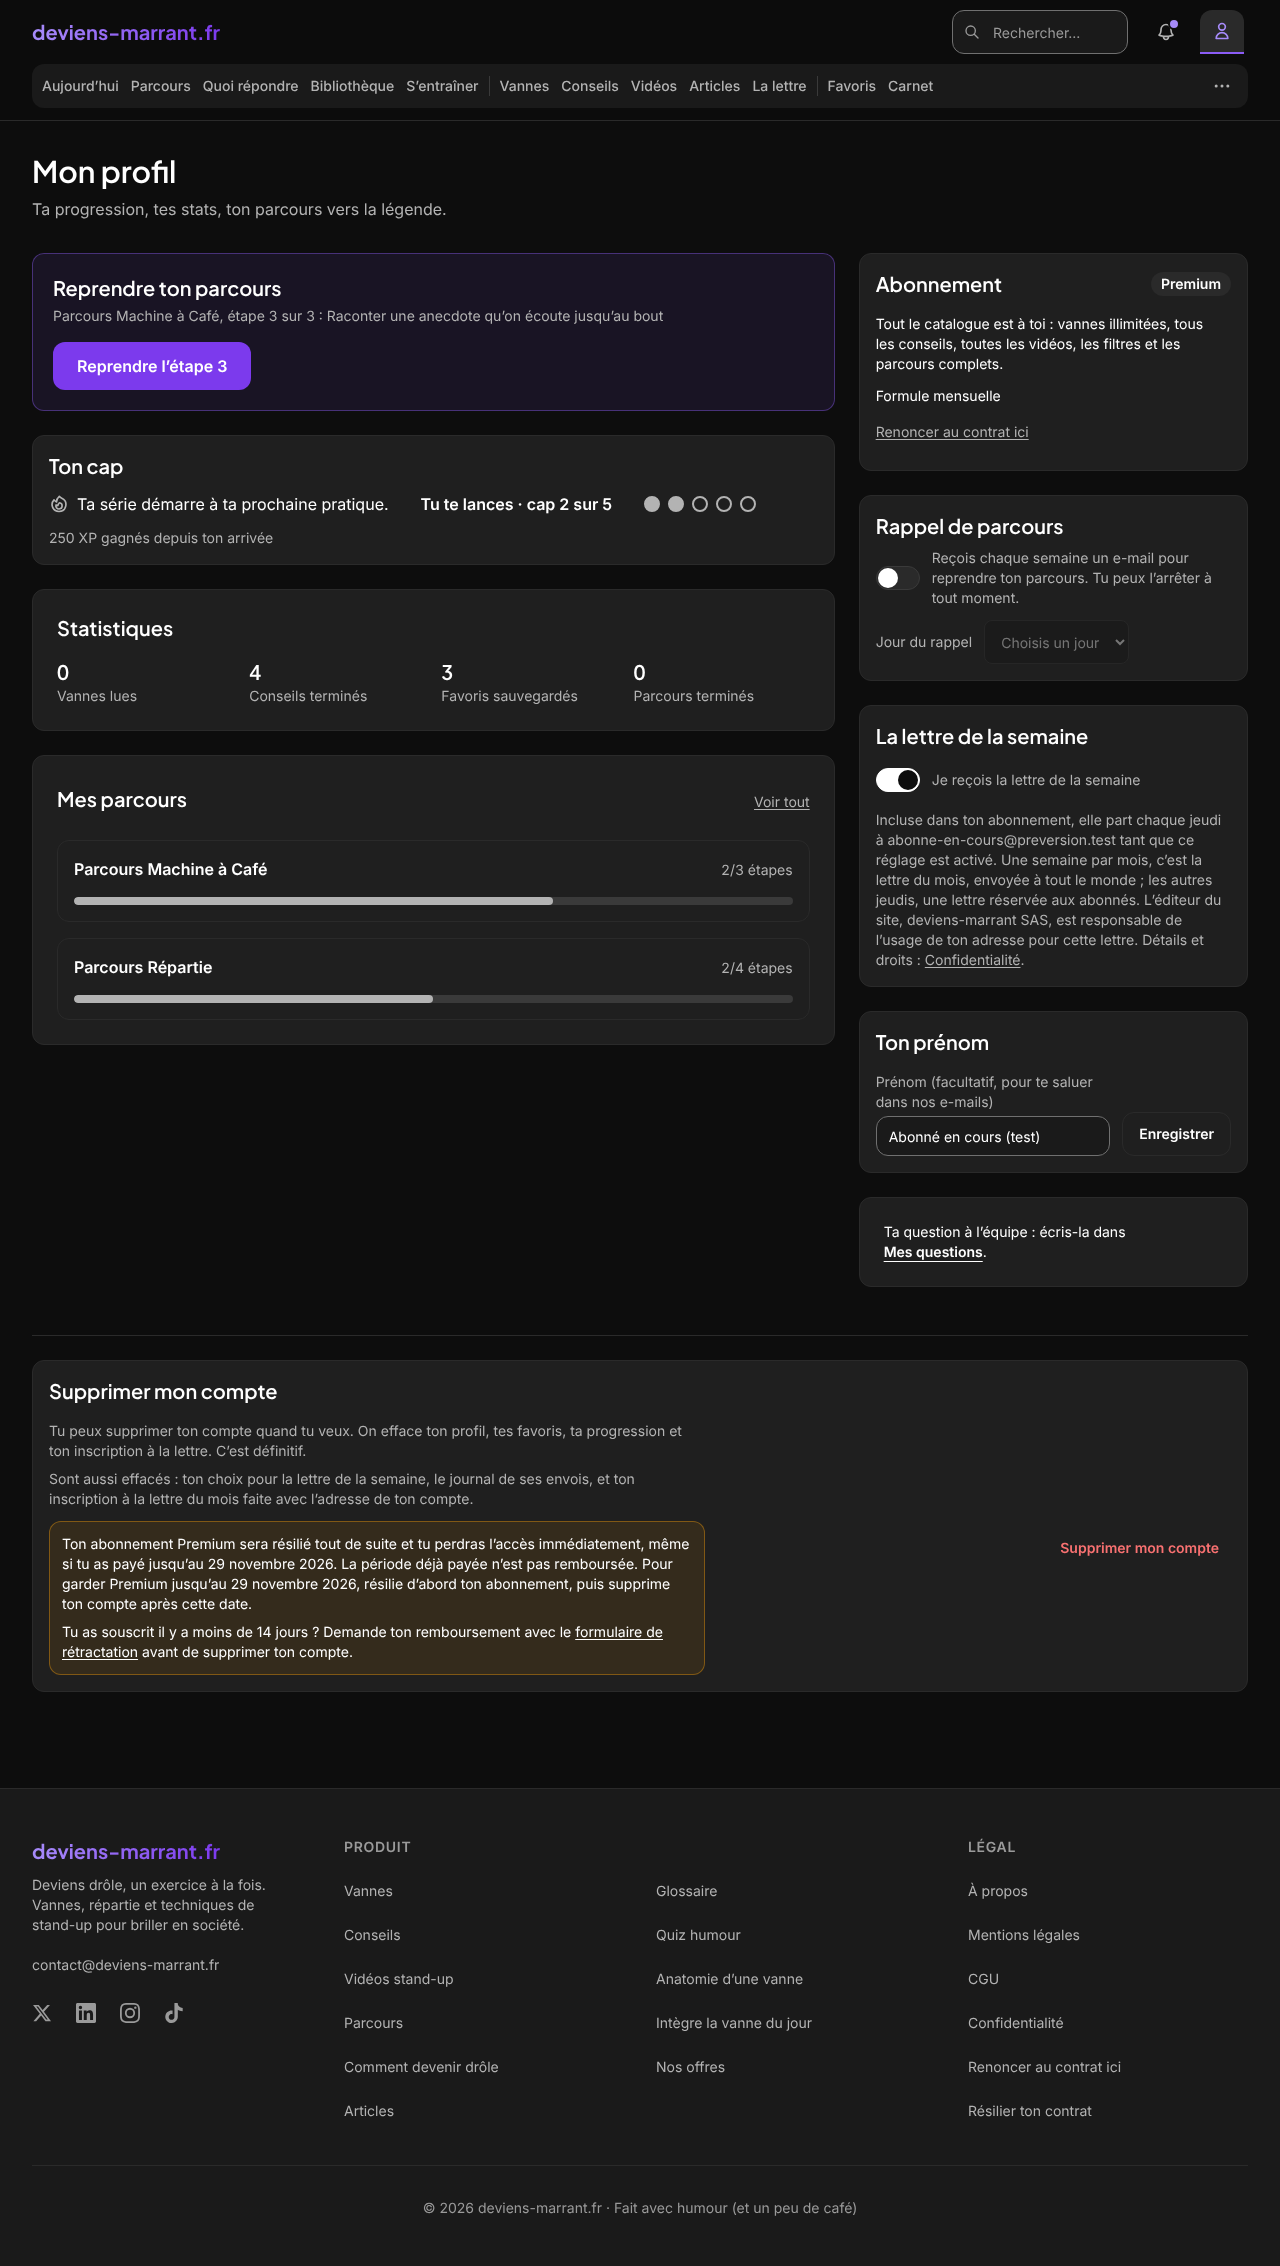 deviens-marrant.fr
Rechercher...
Aujourd’hui Parcours Quoi répondre Bibliothèque S’entraîner Vannes Conseils Vidéos Articles La lettre Favoris Carnet
Mon profil
Ta progression, tes stats, ton parcours vers la légende.
Reprendre ton parcours
Parcours Machine à Café, étape 3 sur 3 : Raconter une anecdote qu’on écoute jusqu’au bout
Reprendre l’étape 3
Ton cap
Ta série démarre à ta prochaine pratique. Tu te lances · cap 2 sur 5
250 XP gagnés depuis ton arrivée
Statistiques
0 4 3 0
Vannes lues Conseils terminés Favoris sauvegardés Parcours terminés
Mes parcours
Voir tout
Parcours Machine à Café 2/3 étapes
Parcours Répartie 2/4 étapes
Abonnement Premium
Tout le catalogue est à toi : vannes illimitées, tous
les conseils, toutes les vidéos, les filtres et les
parcours complets.
Formule mensuelle
Renoncer au contrat ici
Rappel de parcours
Reçois chaque semaine un e-mail pour
reprendre ton parcours. Tu peux l’arrêter à
tout moment.
Jour du rappel Choisis un jour
La lettre de la semaine
Je reçois la lettre de la semaine
Incluse dans ton abonnement, elle part chaque jeudi
à abonne-en-cours@preversion.test tant que ce
réglage est activé. Une semaine par mois, c’est la
lettre du mois, envoyée à tout le monde ; les autres
jeudis, une lettre réservée aux abonnés. L’éditeur du
site, deviens-marrant SAS, est responsable de
l’usage de ton adresse pour cette lettre. Détails et
droits : Confidentialité.
Ton prénom
Prénom (facultatif, pour te saluer
dans nos e-mails)
Abonné en cours (test) Enregistrer
Ta question à l’équipe : écris-la dans
Mes questions.
Supprimer mon compte
Tu peux supprimer ton compte quand tu veux. On efface ton profil, tes favoris, ta progression et
ton inscription à la lettre. C’est définitif.
Sont aussi effacés : ton choix pour la lettre de la semaine, le journal de ses envois, et ton
inscription à la lettre du mois faite avec l’adresse de ton compte.
Ton abonnement Premium sera résilié tout de suite et tu perdras l’accès immédiatement, même
si tu as payé jusqu’au 29 novembre 2026. La période déjà payée n’est pas remboursée. Pour
garder Premium jusqu’au 29 novembre 2026, résilie d’abord ton abonnement, puis supprime
ton compte après cette date.
Tu as souscrit il y a moins de 14 jours ? Demande ton remboursement avec le formulaire de
rétractation avant de supprimer ton compte.
Supprimer mon compte
deviens-marrant.fr
Deviens drôle, un exercice à la fois.
Vannes, répartie et techniques de
stand-up pour briller en société.
contact@deviens-marrant.fr
PRODUIT
Vannes
Conseils
Vidéos stand-up
Parcours
Comment devenir drôle
Articles
Glossaire
Quiz humour
Anatomie d’une vanne
Intègre la vanne du jour
Nos offres
LÉGAL
À propos
Mentions légales
CGU
Confidentialité
Renoncer au contrat ici
Résilier ton contrat
© 2026 deviens-marrant.fr · Fait avec humour (et un peu de café)